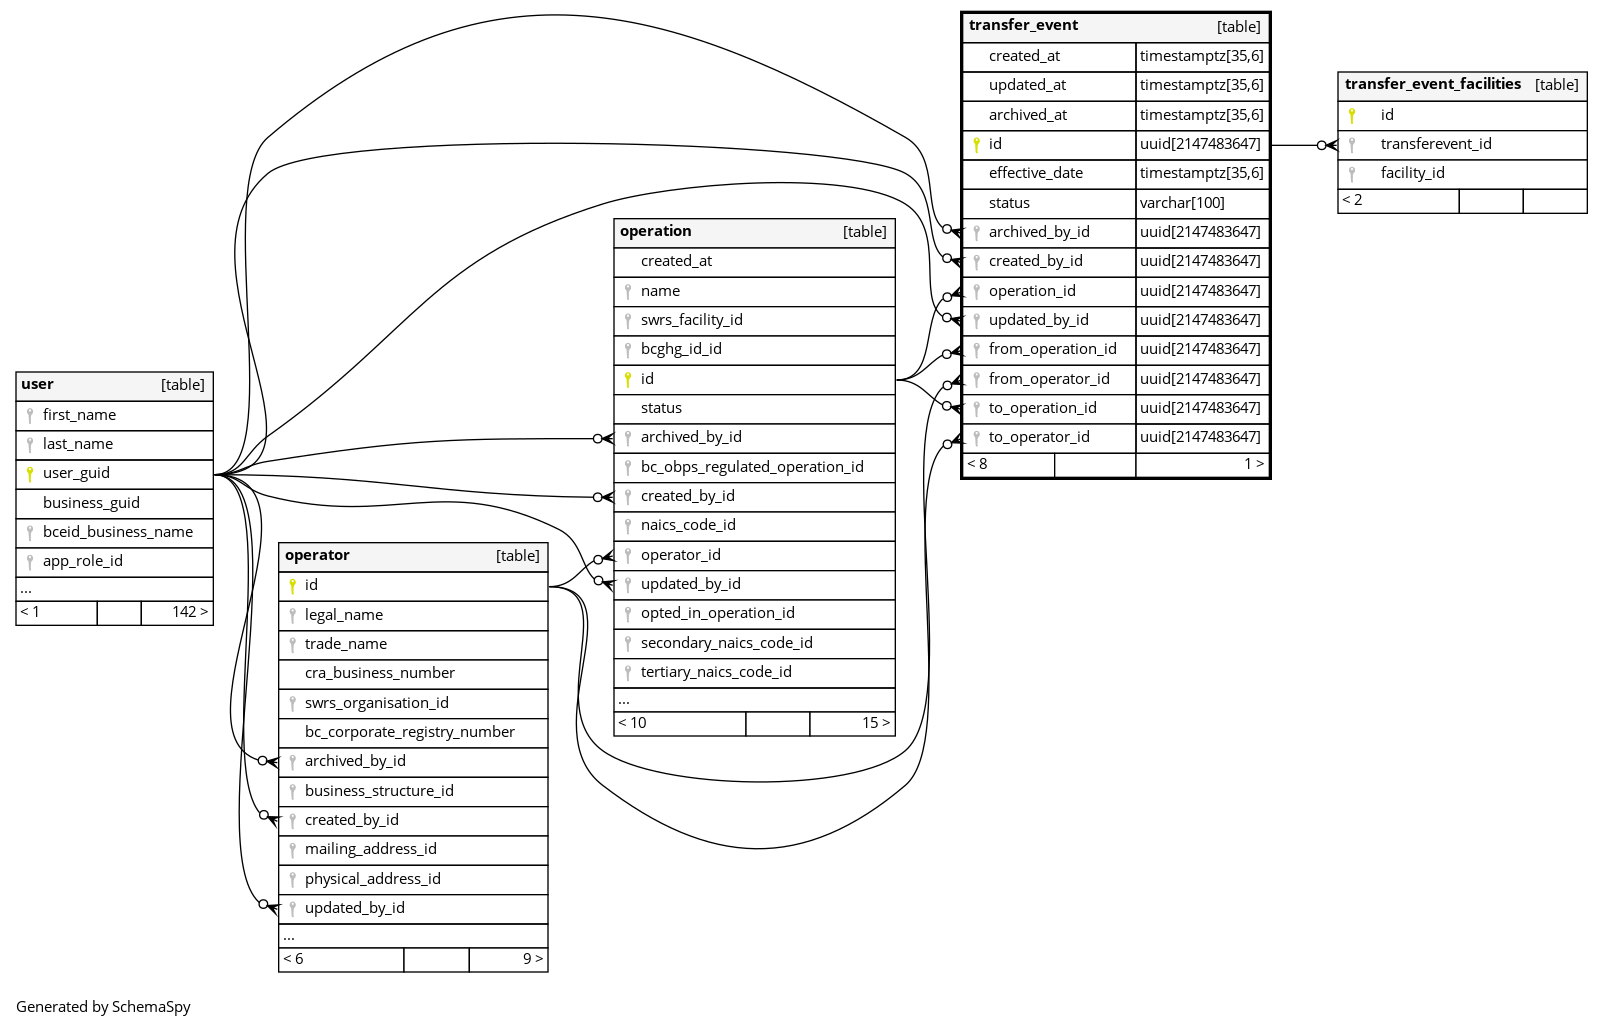 transfer_event [table]
created_at timestamptz[35,6]
updated_at timestamptz[35,6]
archived_at timestamptz[35,6]
id uuid[2147483647]
effective_date timestamptz[35,6]
status varchar[100]
archived_by_id uuid[2147483647]
created_by_id uuid[2147483647]
operation_id uuid[2147483647]
updated_by_id uuid[2147483647]
from_operation_id uuid[2147483647]
from_operator_id uuid[2147483647]
to_operation_id uuid[2147483647]
to_operator_id uuid[2147483647]
< 8 1 >
transfer_event_facilities [table]
id
transferevent_id
facility_id
< 2
operation [table]
created_at
name
swrs_facility_id
bcghg_id_id
id
status
archived_by_id
bc_obps_regulated_operation_id
created_by_id
naics_code_id
operator_id
updated_by_id
opted_in_operation_id
secondary_naics_code_id
tertiary_naics_code_id
...
< 10 15 >
user [table]
first_name
last_name
user_guid
business_guid
bceid_business_name
app_role_id
...
< 1 142 >
operator [table]
id
legal_name
trade_name
cra_business_number
swrs_organisation_id
bc_corporate_registry_number
archived_by_id
business_structure_id
created_by_id
mailing_address_id
physical_address_id
updated_by_id
...
< 6 9 >
Generated by SchemaSpy